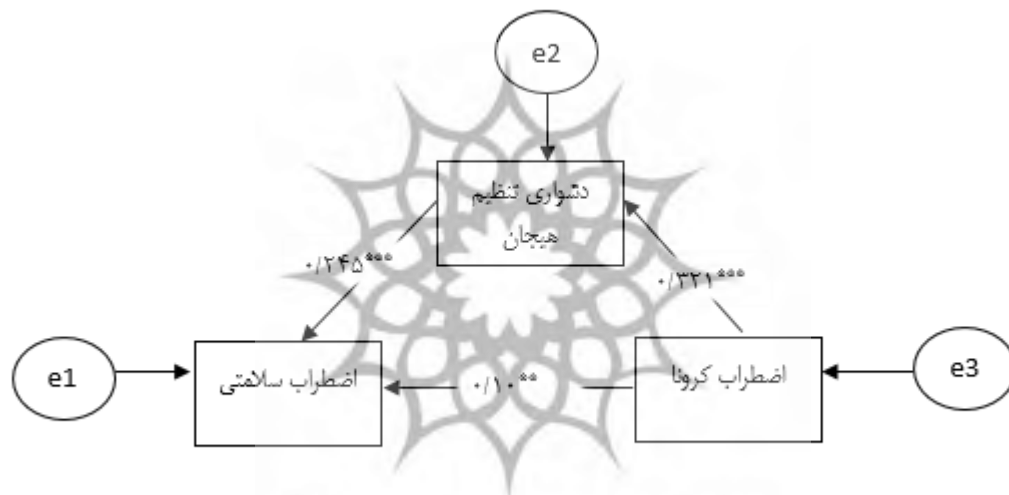 e2
دشواری تنظیم
هیجان
۰/۲۴۵***
۰/۳۲۱***
e1
اضطراب سلامتی
۰/۱۰**
اضطراب کرونا
e3